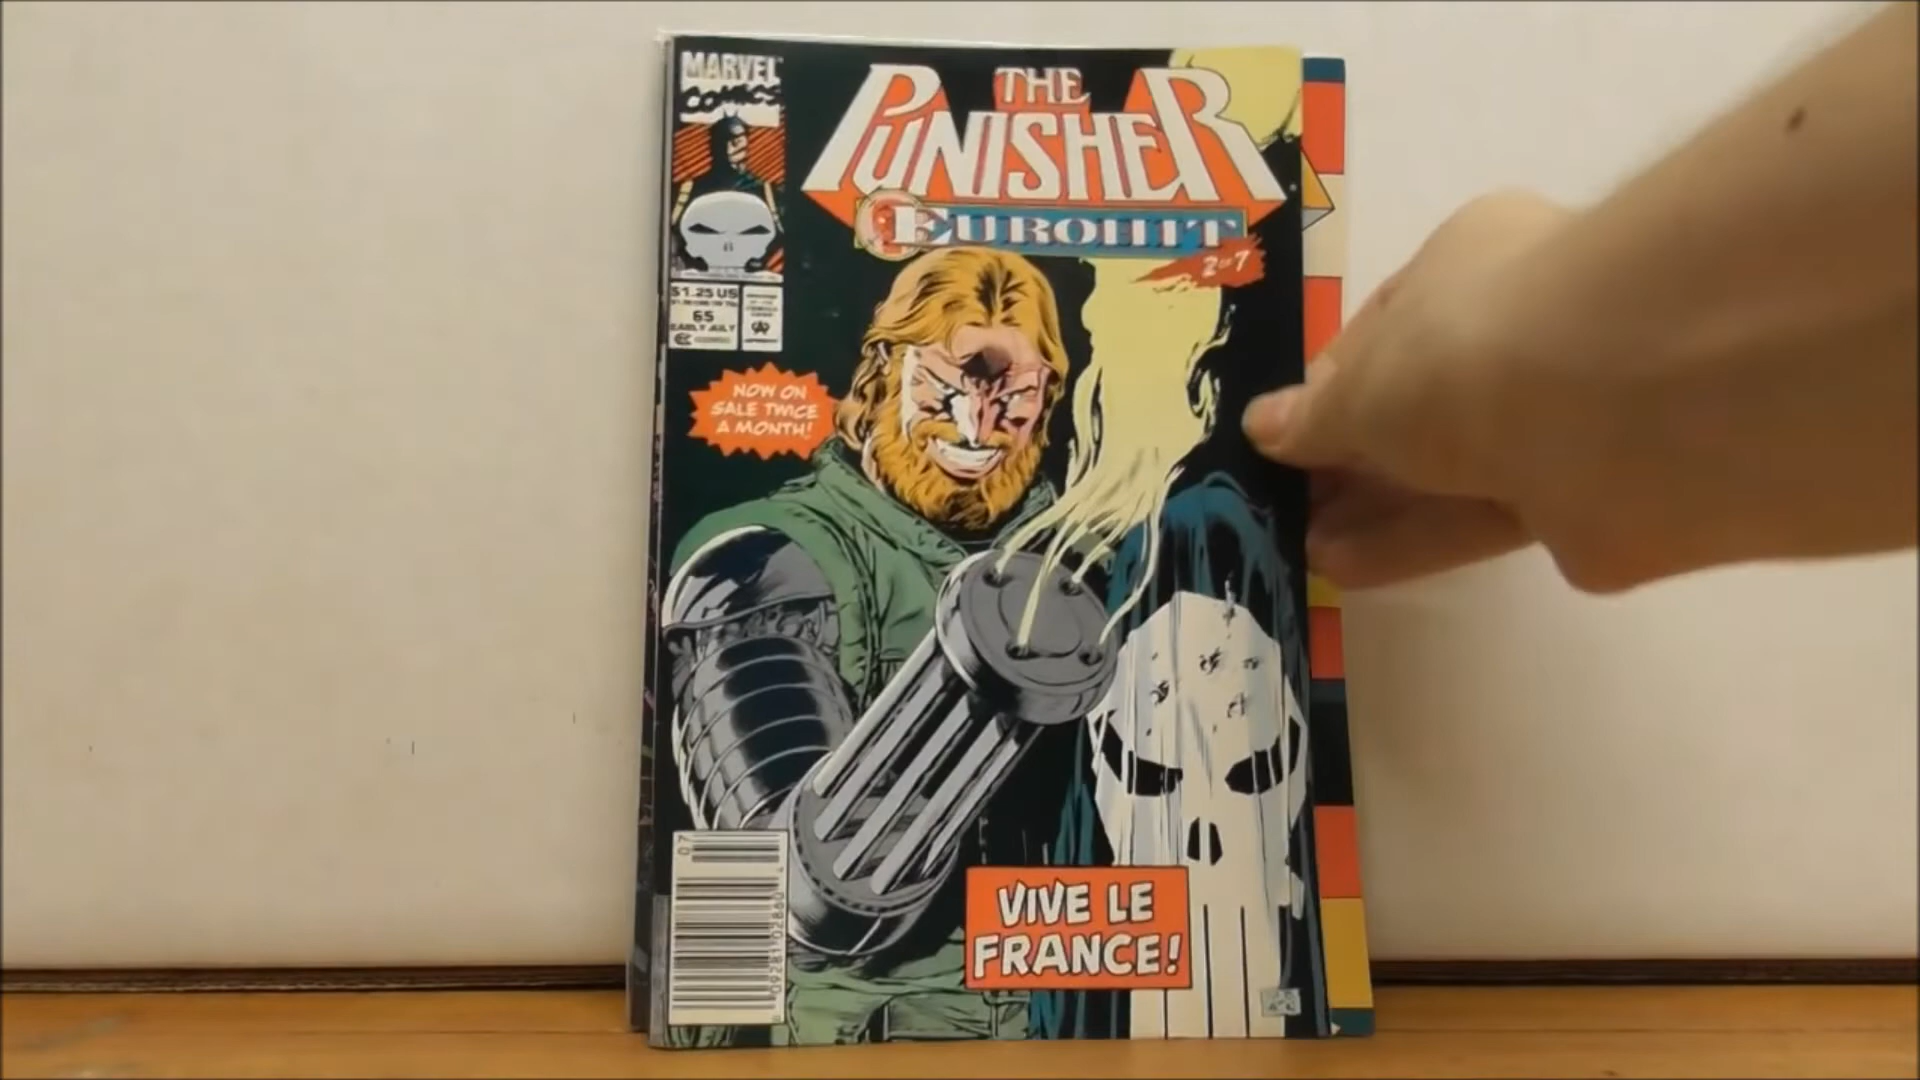 MARVEL
COMICS
THE
PUNISHER
EUROHIT
2 OF 7
$1.25 US
65
EARLY JULY
NOW ON
SALE TWICE
A MONTH!
07
VIVE LE
FRANCE!